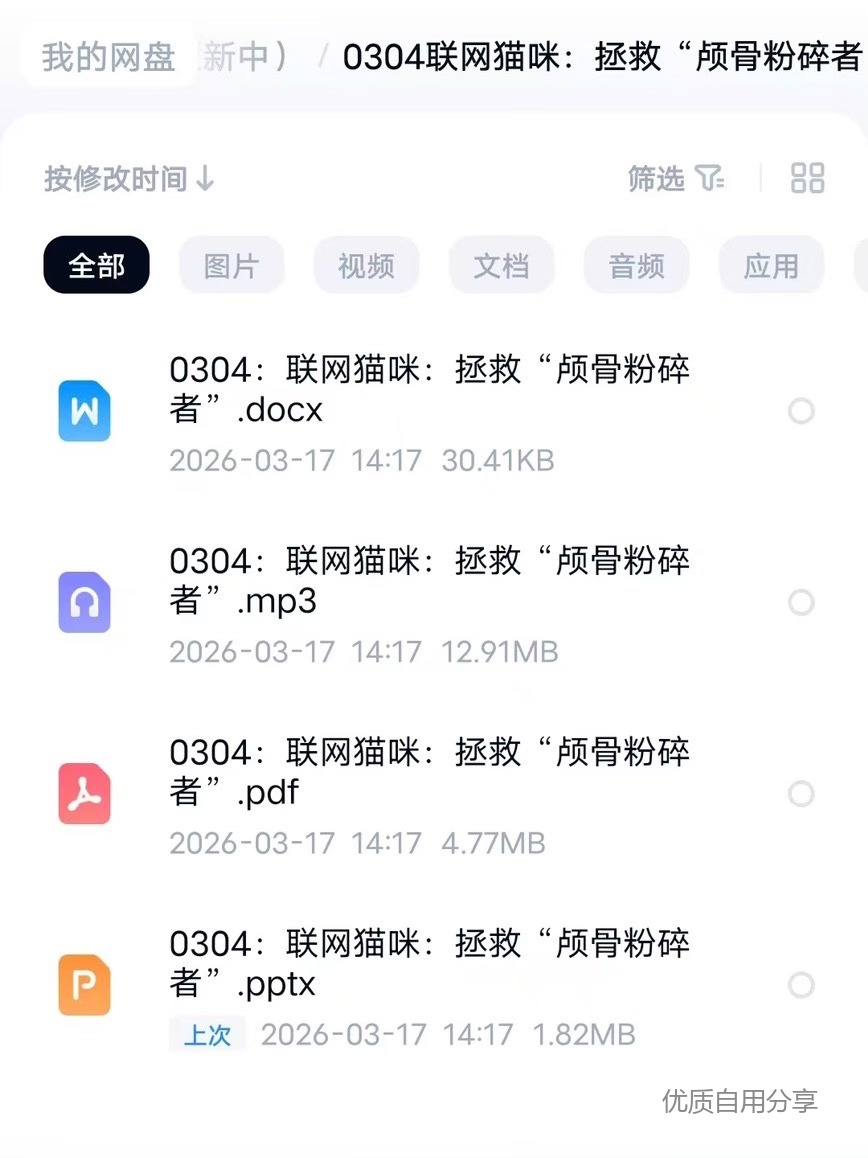 我的网盘 新中） / 0304联网猫咪：拯救“颅骨粉碎者
按修改时间↓ 筛选
全部 图片 视频 文档 音频 应用
0304：联网猫咪：拯救“颅骨粉碎
者”.docx
2026-03-17 14:17 30.41KB
0304：联网猫咪：拯救“颅骨粉碎
者”.mp3
2026-03-17 14:17 12.91MB
0304：联网猫咪：拯救“颅骨粉碎
者”.pdf
2026-03-17 14:17 4.77MB
0304：联网猫咪：拯救“颅骨粉碎
者”.pptx
上次 2026-03-17 14:17 1.82MB
优质自用分享